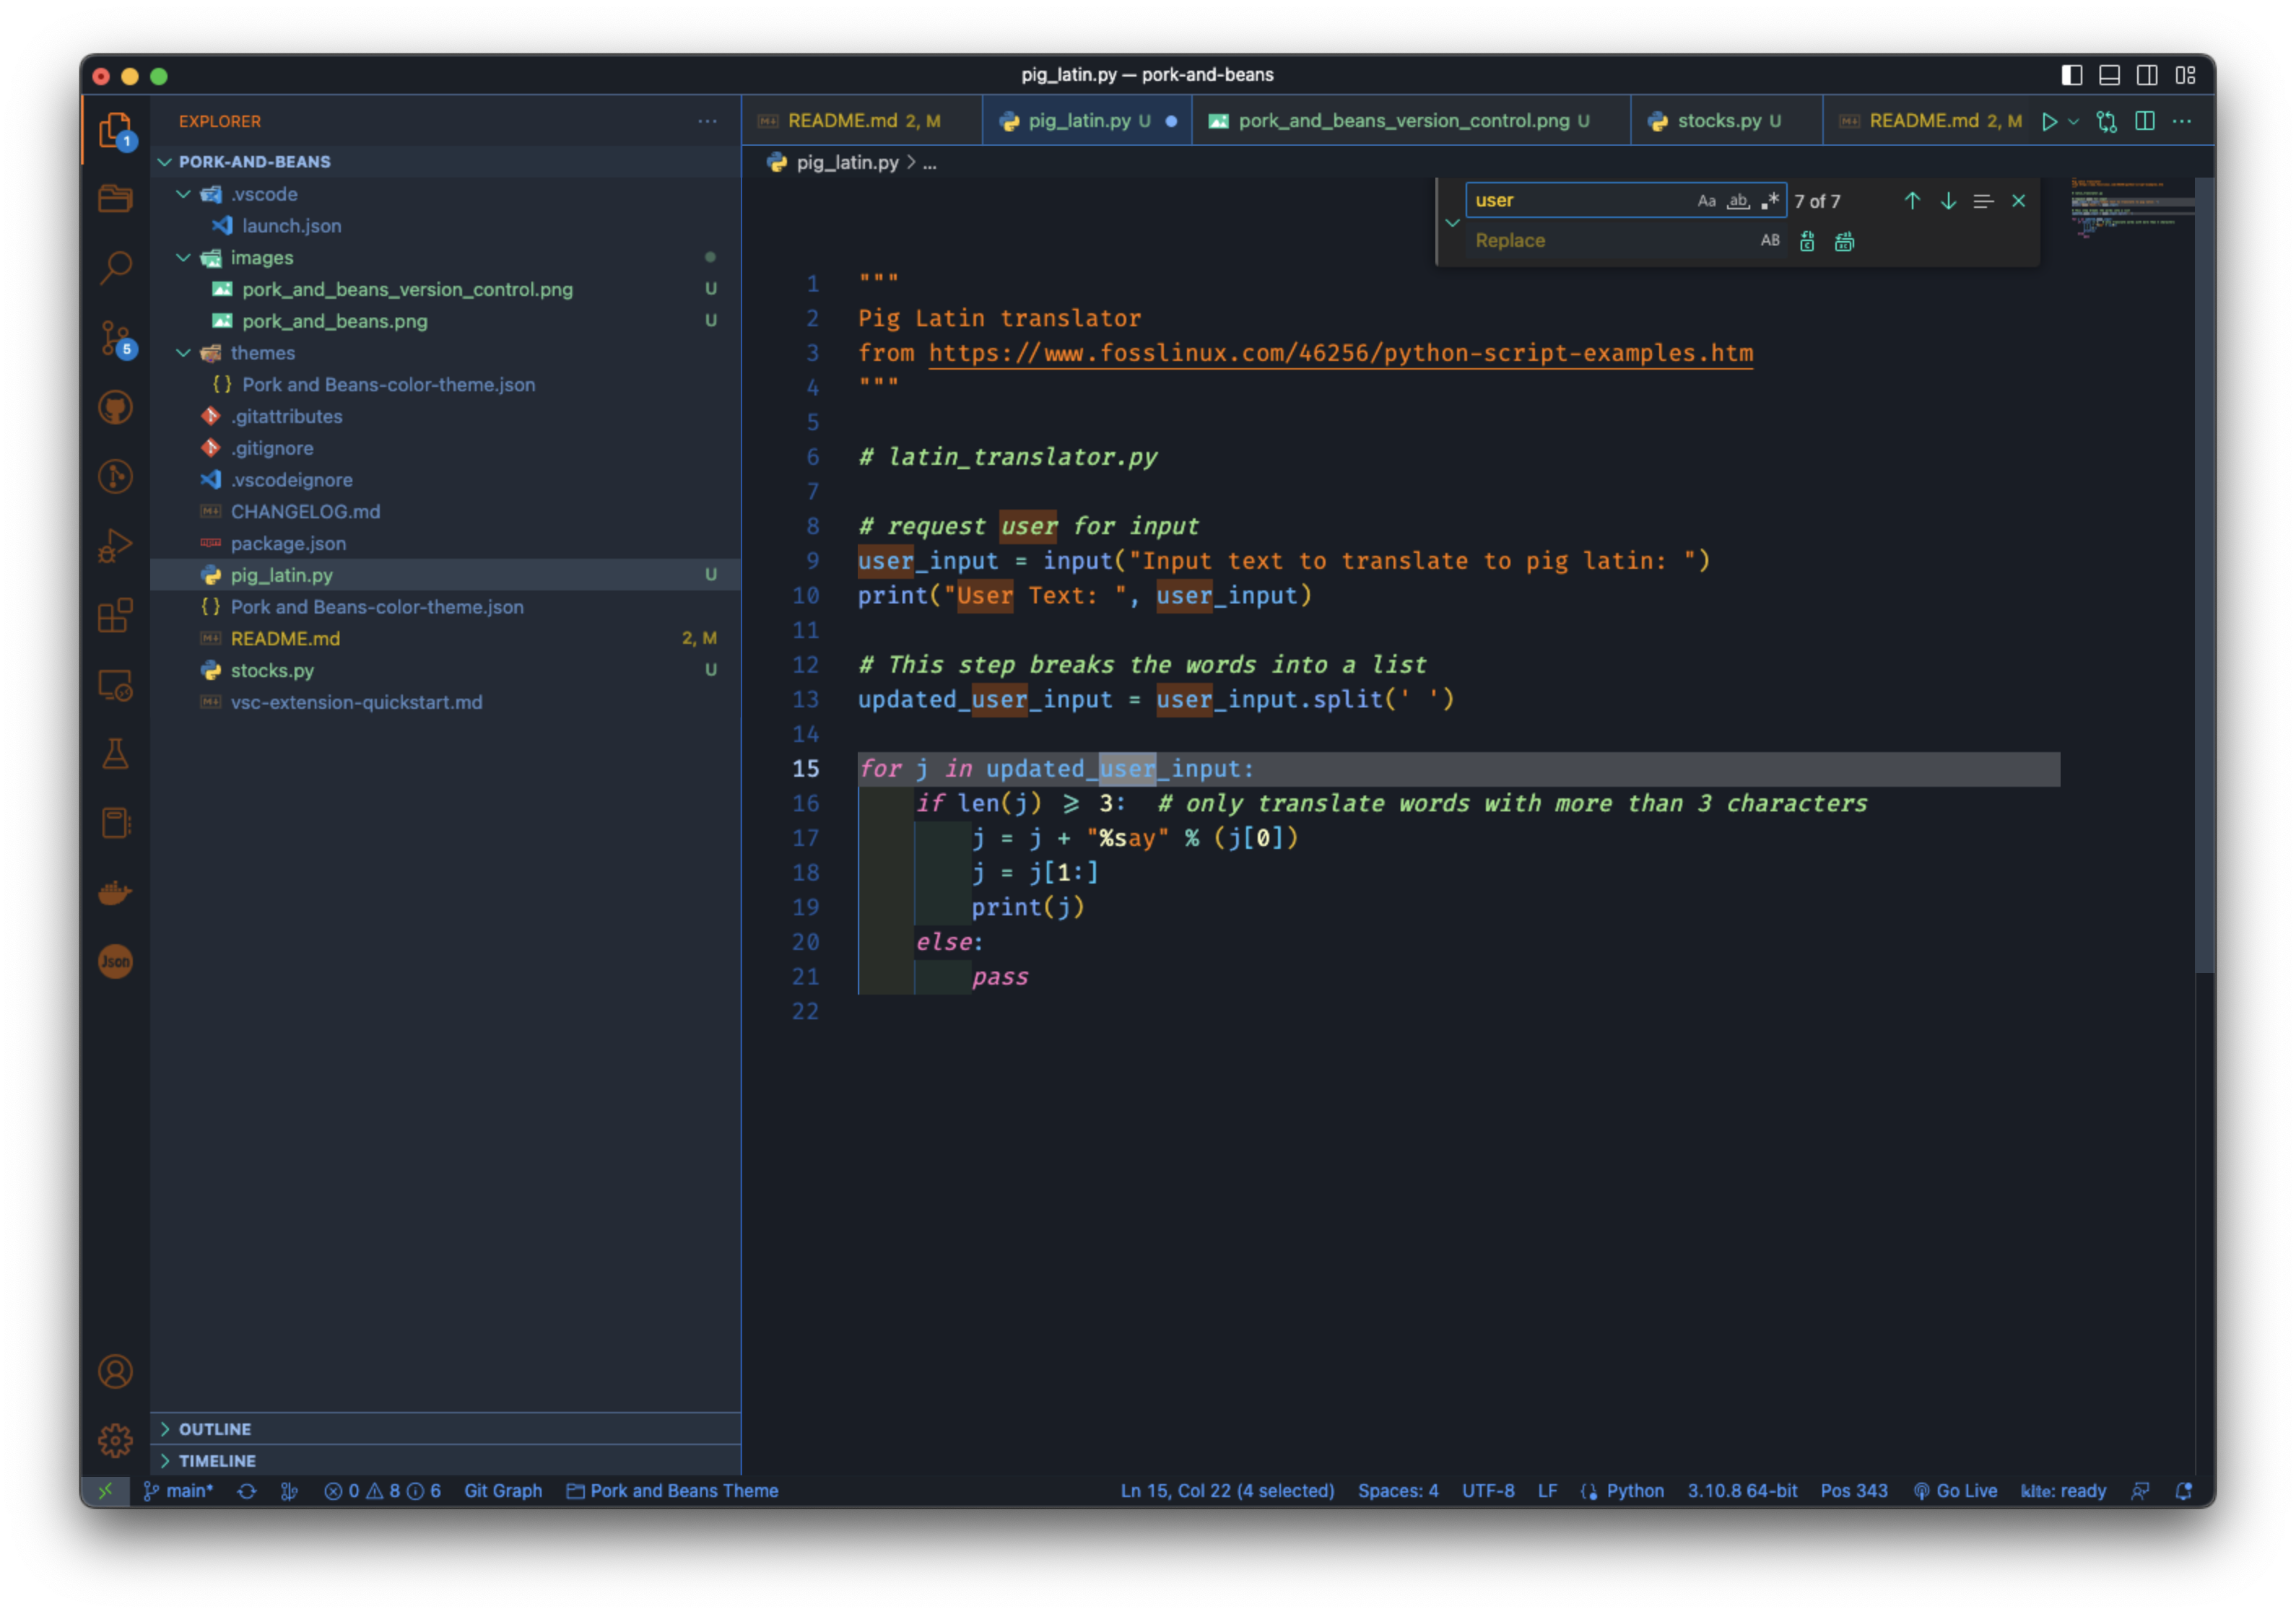 pig_latin.py — pork-and-beans
EXPLORER
PORK-AND-BEANS
.vscode
launch.json
images
pork_and_beans_version_control.png U
pork_and_beans.png U
themes
{} Pork and Beans-color-theme.json
.gitattributes
.gitignore
.vscodeignore
CHANGELOG.md
package.json
pig_latin.py U
{} Pork and Beans-color-theme.json
README.md 2, M
stocks.py U
vsc-extension-quickstart.md
OUTLINE
TIMELINE
1
5
Json
README.md 2, M pig_latin.py U pork_and_beans_version_control.png U stocks.py U README.md 2, M
pig_latin.py > ...
user Aa ab .* 7 of 7
Replace AB
1 """
2 Pig Latin translator
3 from https://www.fosslinux.com/46256/python-script-examples.htm
4 """
5
6 # latin_translator.py
7
8 # request user for input
9 user_input = input("Input text to translate to pig latin: ")
10 print("User Text: ", user_input)
11
12 # This step breaks the words into a list
13 updated_user_input = user_input.split(' ')
14
15 for j in updated_user_input:
16 if len(j) ⩾ 3: # only translate words with more than 3 characters
17 j = j + "%say" % (j[0])
18 j = j[1:]
19 print(j)
20 else:
21 pass
22
main* 0 8 6 Git Graph Pork and Beans Theme Ln 15, Col 22 (4 selected) Spaces: 4 UTF-8 LF Python 3.10.8 64-bit Pos 343 Go Live kite: ready